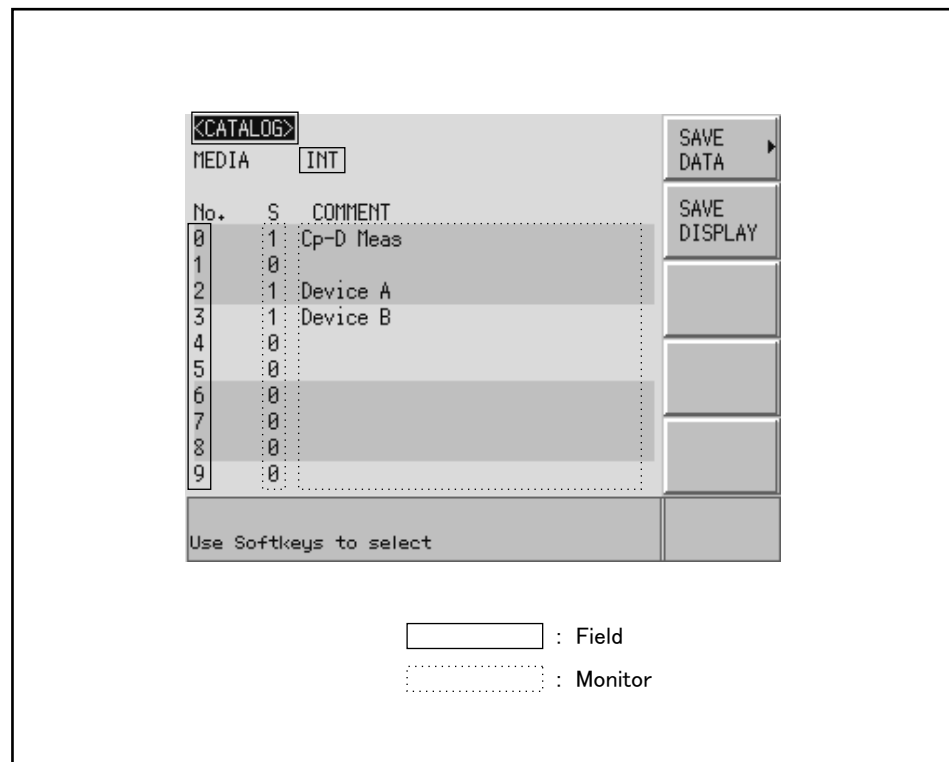 <CATALOG>
MEDIA INT
No. S COMMENT
0 1 Cp-D Meas
1 0
2 1 Device A
3 1 Device B
4 0
5 0
6 0
7 0
8 0
9 0
Use Softkeys to select
SAVE
DATA
SAVE
DISPLAY
: Field
: Monitor